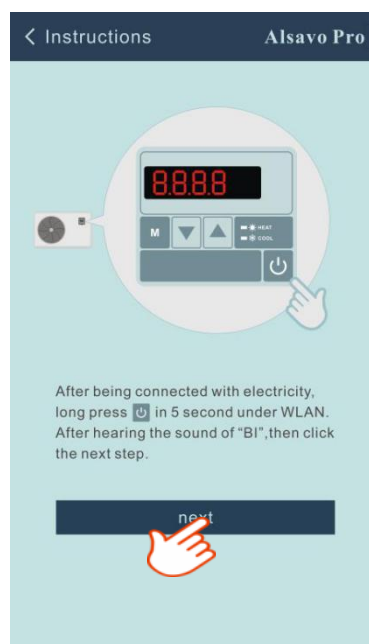 Instructions Alsavo Pro
8.8.8.8
M HEAT
COOL
After being connected with electricity,
long press in 5 second under WLAN.
After hearing the sound of "BI",then click
the next step.
next